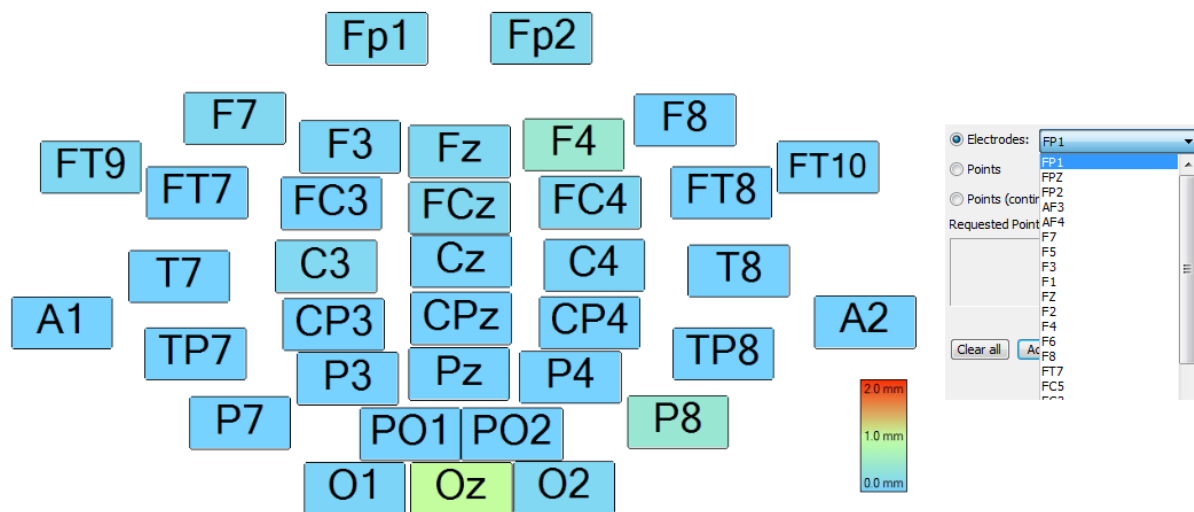 Fp1 Fp2
F7 F3 Fz F4 F8
FT9 FT7 FC3 FCz FC4 FT8 FT10
T7 C3 Cz C4 T8
A1 TP7 CP3 CPz CP4 TP8 A2
P7 P3 Pz P4 P8
PO1 PO2
O1 Oz O2
2.0 mm
1.0 mm
0.0 mm
Electrodes: FP1
Points
Points
Requested
Clear all
FP1
FPZ
FP2
AF3
AF4
F7
F5
F3
F1
FZ
F2
F4
F6
F8
FT7
FC5